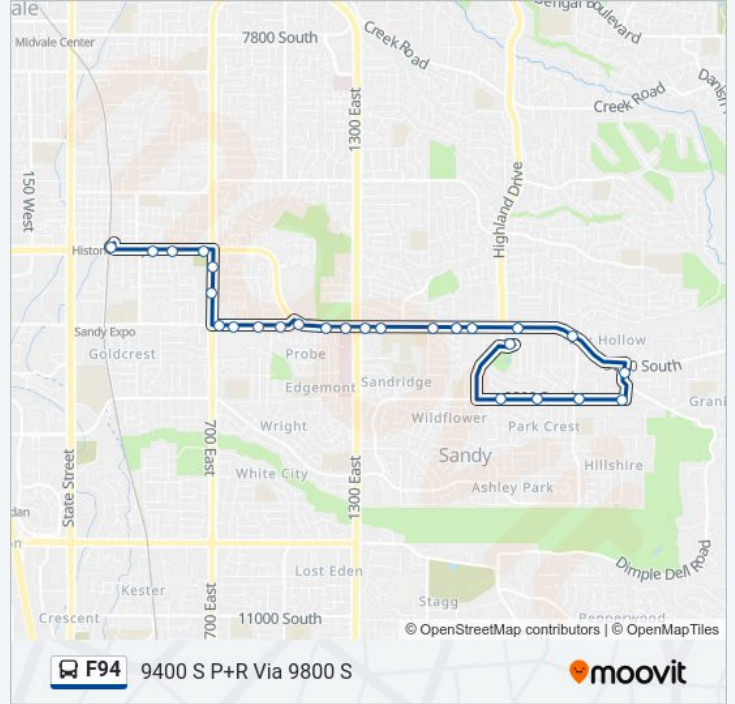 ale
Midvale Center
7800 South
Creek Road
Boulevard
Creek Road
1300 East
150 West
Highland Drive
Histor
Sandy Expo
Goldcrest
Probe
Hollow
0 South
Edgemont
Sandridge
Grani
Wildflower
Park Crest
Wright
700 East
Sandy
White City
Hillshire
State Street
1300 East
Ashley Park
dan
n
Dimple Dell Road
Lost Eden
Kester
700 East
Stagg
Crescent
11000 South
Pepperwood
© OpenStreetMap contributors | © OpenMapTiles
F94 9400 S P+R Via 9800 S
moovit